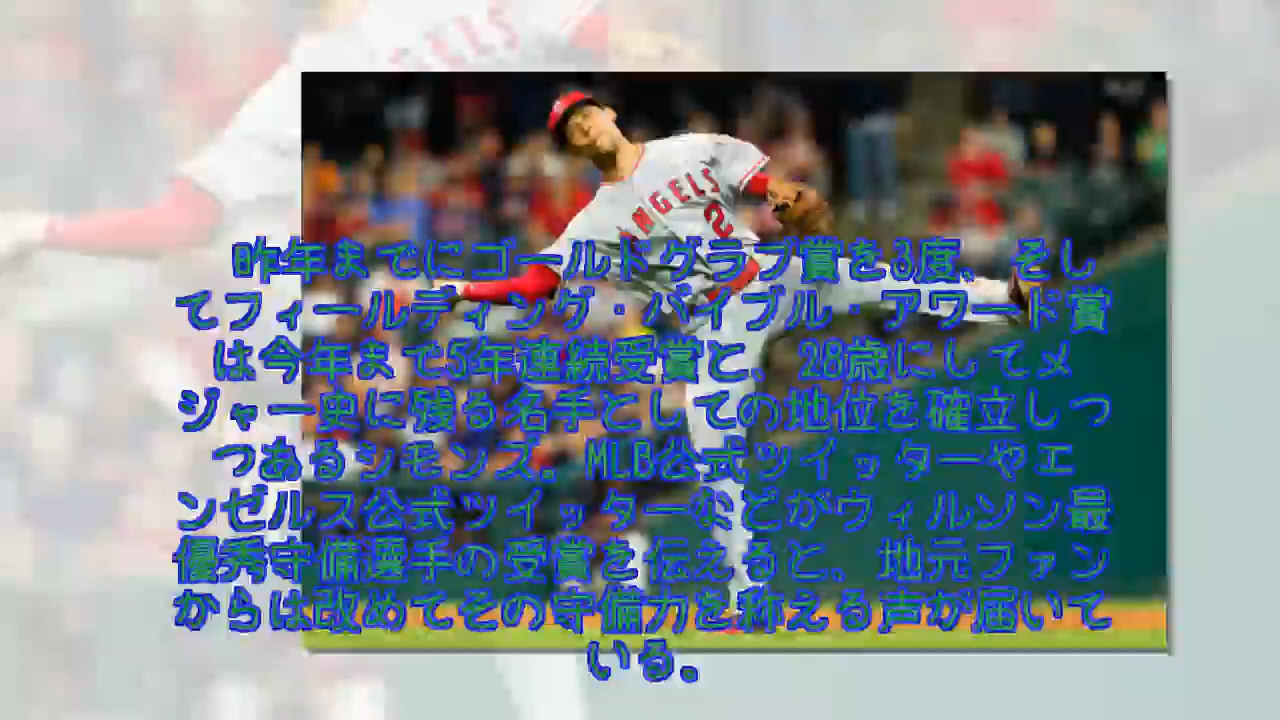 ANGELS
2
昨年までにゴールドグラブ賞を3度、そし
てフィールディング・バイブル・アワード賞
は今年まで5年連続受賞と、28歳にしてメ
ジャー史に残る名手としての地位を確立しつ
つあるシモンズ。MLB公式ツイッターやエ
ンゼルス公式ツイッターなどがウィルソン最
優秀守備選手の受賞を伝えると、地元ファン
からは改めてその守備力を称える声が届いて
いる。